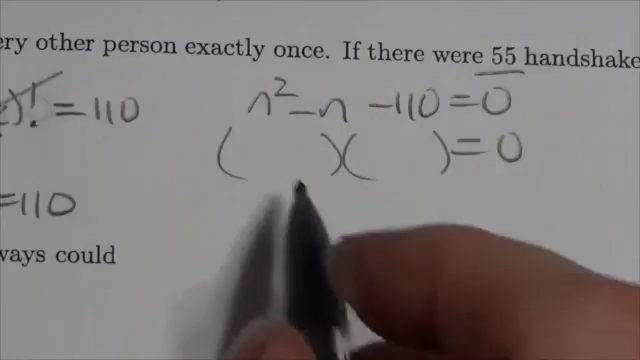 ery other person exactly once. If there were 55 handshake
)! = 110
n² - n - 110 = 0
( )( ) = 0
= 110
ways could